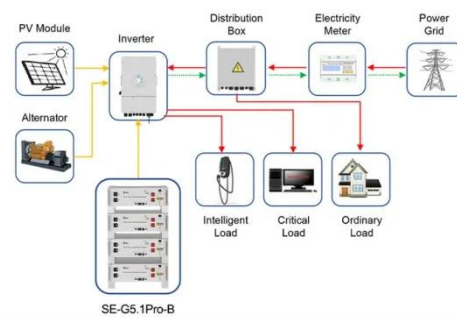 PV Module
Inverter
Distribution
Box
Electricity
Meter
Power
Grid
Alternator
Intelligent
Load
Critical
Load
Ordinary
Load
SE-G5.1Pro-B